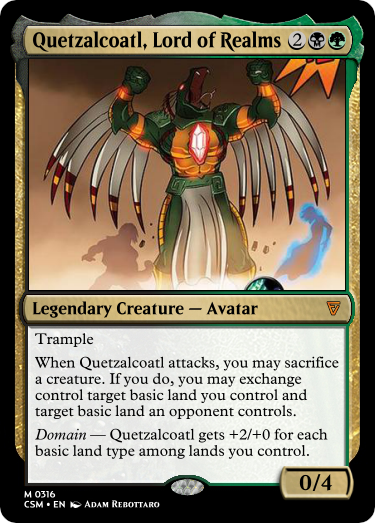 Quetzalcoatl, Lord of Realms 2
Legendary Creature — Avatar
Trample
When Quetzalcoatl attacks, you may sacrifice
a creature. If you do, you may exchange
control target basic land you control and
target basic land an opponent controls.
Domain — Quetzalcoatl gets +2/+0 for each
basic land type among lands you control.
0/4
M 0316
CSM • EN Adam Rebottaro